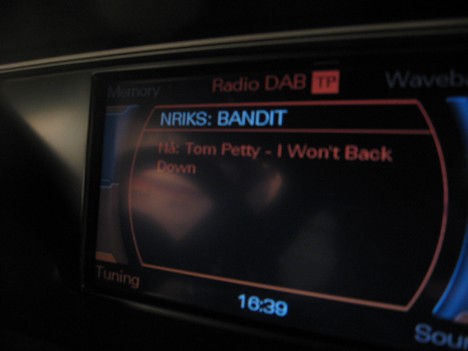 Memory Radio DAB TP Waveb
NRIKS: BANDIT
Nå: Tom Petty - I Won't Back
Down
Tuning
16:39
Sou